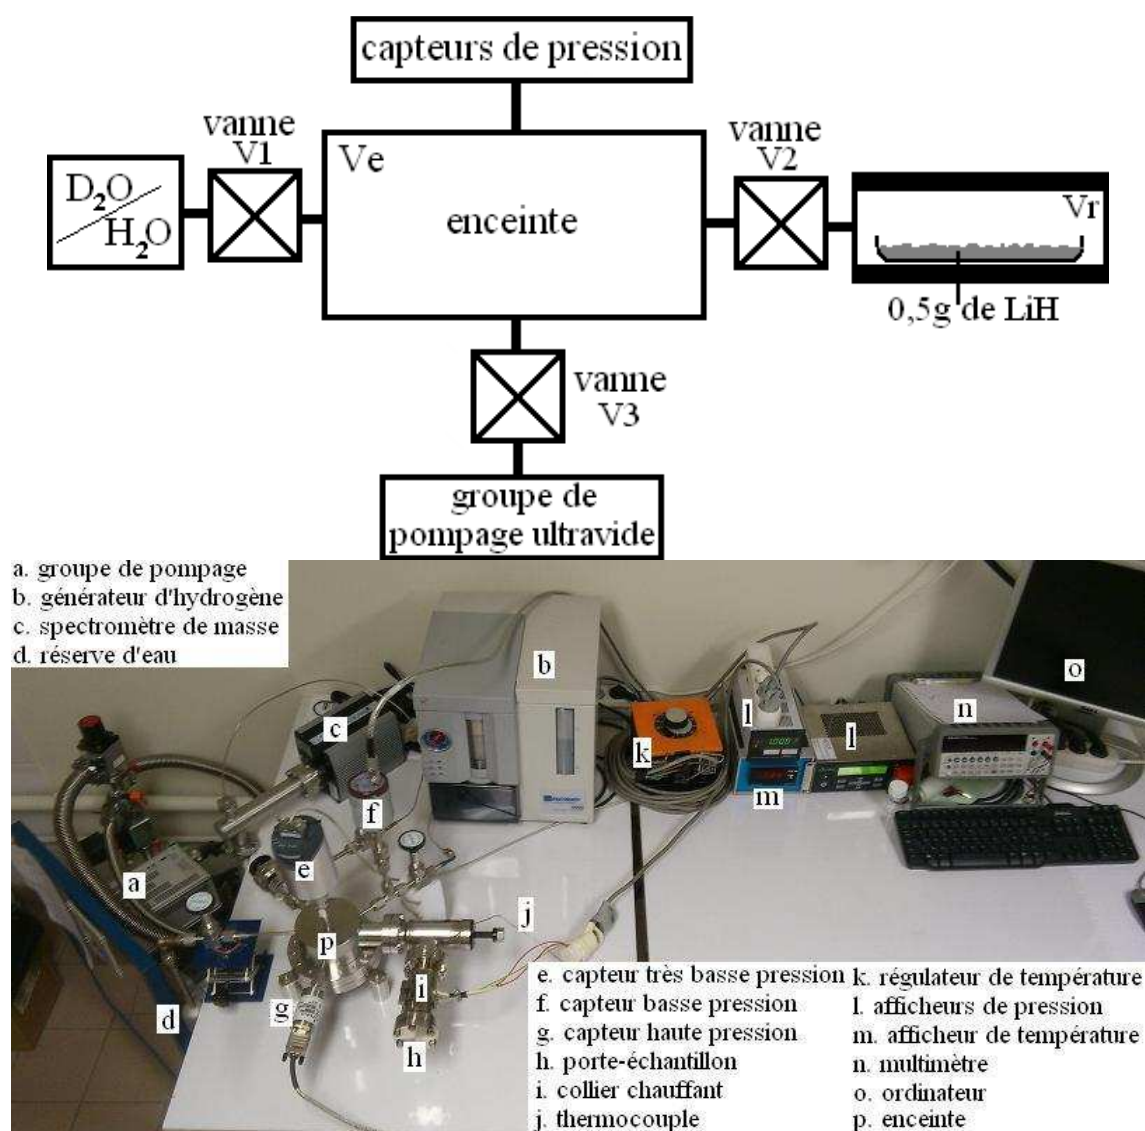 capteurs de pression
vanne
V1
vanne
V2
D2O
H2O
Ve
enceinte
Vr
0,5g de LiH
vanne
V3
groupe de
pompage ultravide
a. groupe de pompage
b. générateur d'hydrogène
c. spectromètre de masse
d. réserve d'eau
b
c
k
l
l
n
o
m
f
e
a
p
j
i
g
d
h
e. capteur très basse pression
f. capteur basse pression
g. capteur haute pression
h. porte-échantillon
i. collier chauffant
j. thermocouple
k. régulateur de température
l. afficheurs de pression
m. afficheur de température
n. multimètre
o. ordinateur
p. enceinte